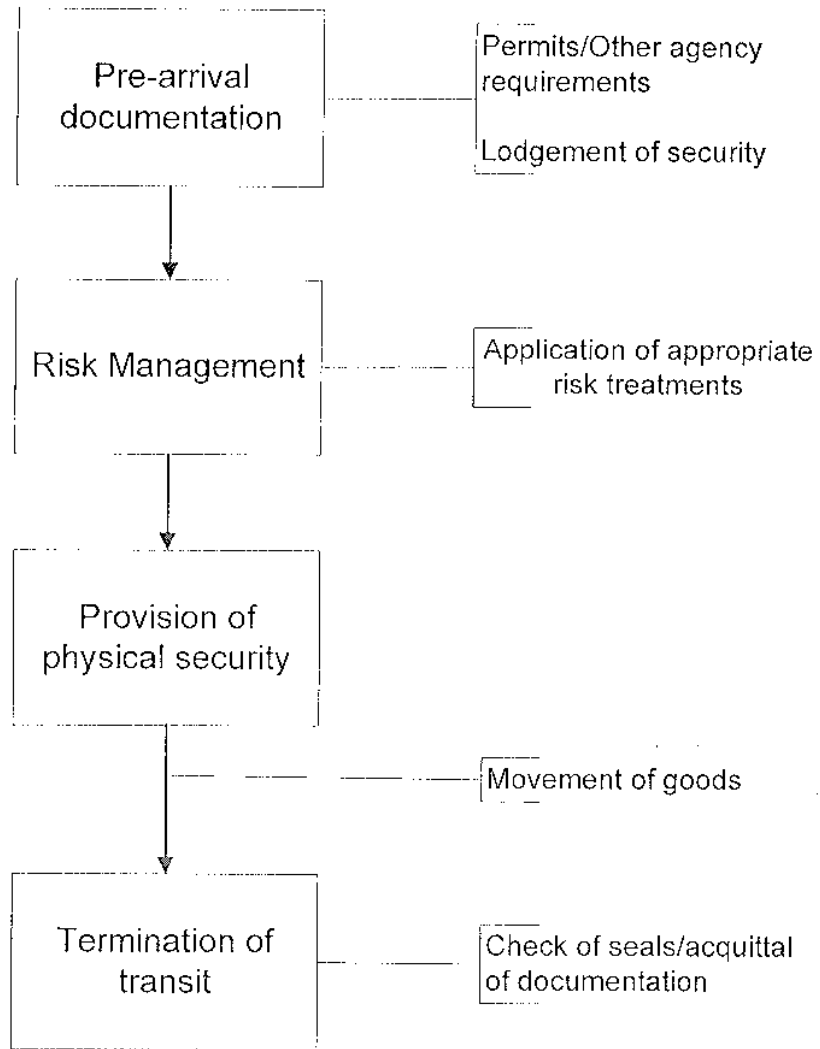 Pre-arrival
documentation
Permits/Other agency
requirements
Lodgement of security
Risk Management
Application of appropriate
risk treatments
Provision of
physical security
Movement of goods
Termination of
transit
Check of seals/acquittal
of documentation